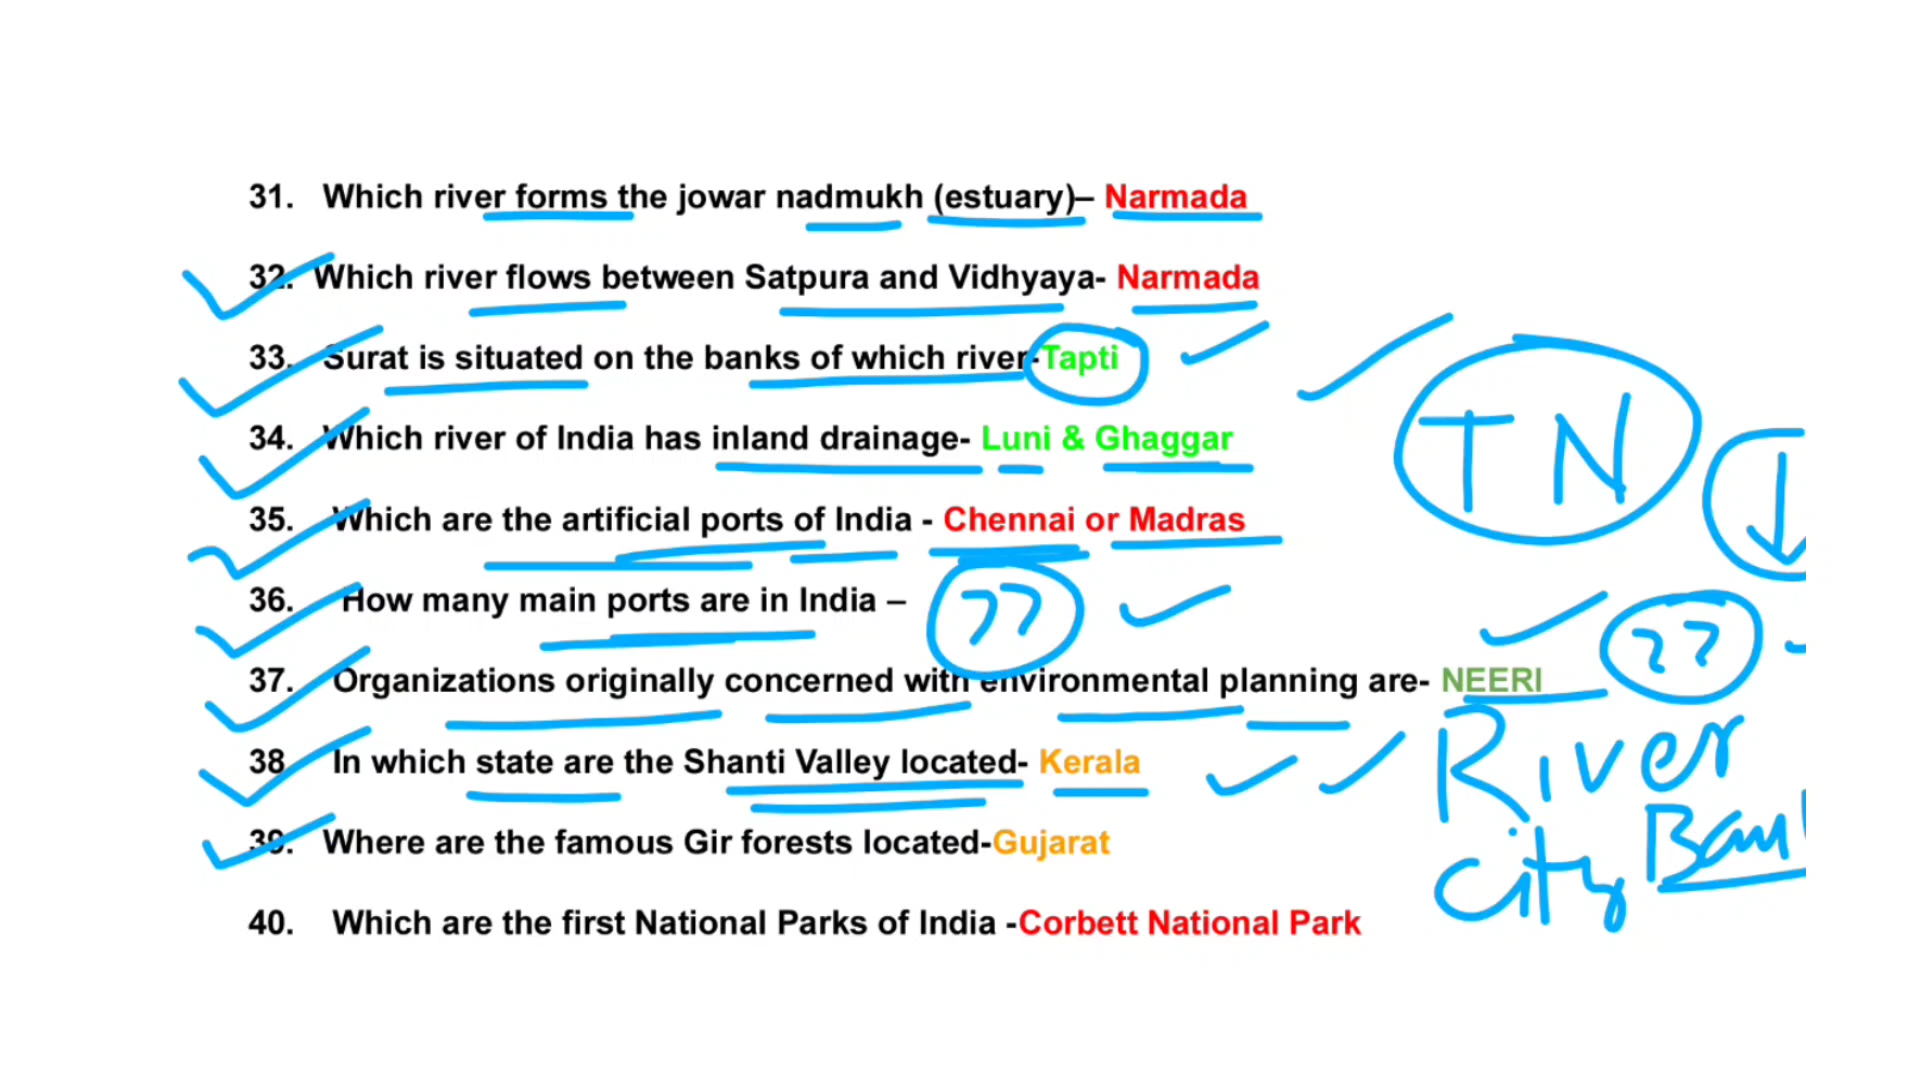 31. Which river forms the jowar nadmukh (estuary)– Narmada
32. Which river flows between Satpura and Vidhyaya- Narmada
33. Surat is situated on the banks of which river-Tapti
34. Which river of India has inland drainage- Luni & Ghaggar
TN
35. Which are the artificial ports of India - Chennai or Madras
36. How many main ports are in India –
37. Organizations originally concerned with environmental planning are- NEERI
River
38. In which state are the Shanti Valley located- Kerala
39. Where are the famous Gir forests located-Gujarat
City
40. Which are the first National Parks of India -Corbett National Park